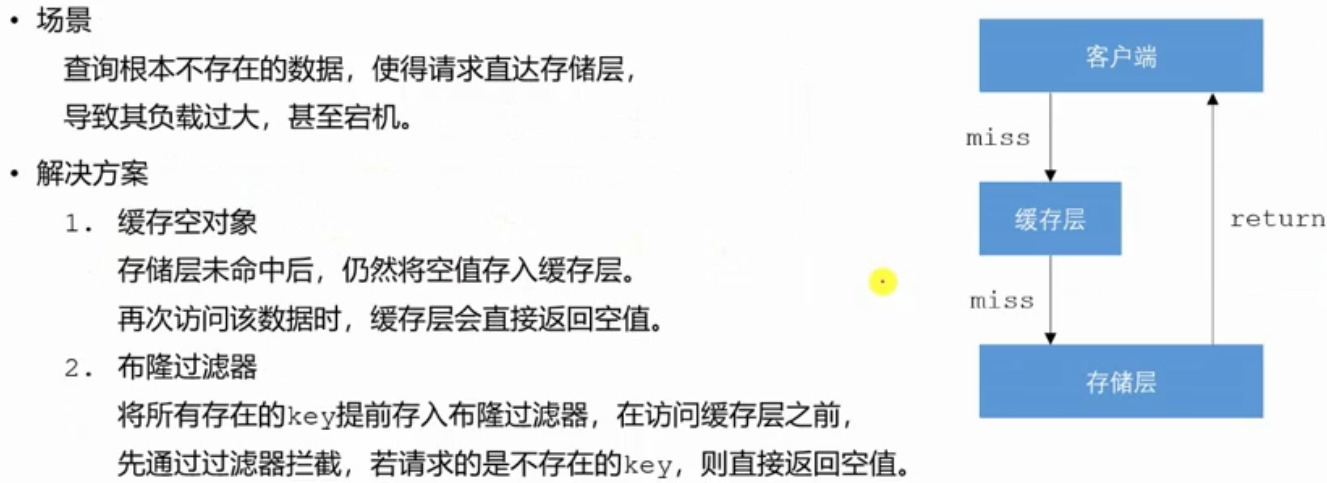 • 场景
查询根本不存在的数据，使得请求直达存储层，
导致其负载过大，甚至宕机。
• 解决方案
1. 缓存空对象
存储层未命中后，仍然将空值存入缓存层。
再次访问该数据时，缓存层会直接返回空值。
2. 布隆过滤器
将所有存在的key提前存入布隆过滤器，在访问缓存层之前，
先通过过滤器拦截，若请求的是不存在的key，则直接返回空值。
客户端
miss
缓存层
return
miss
存储层